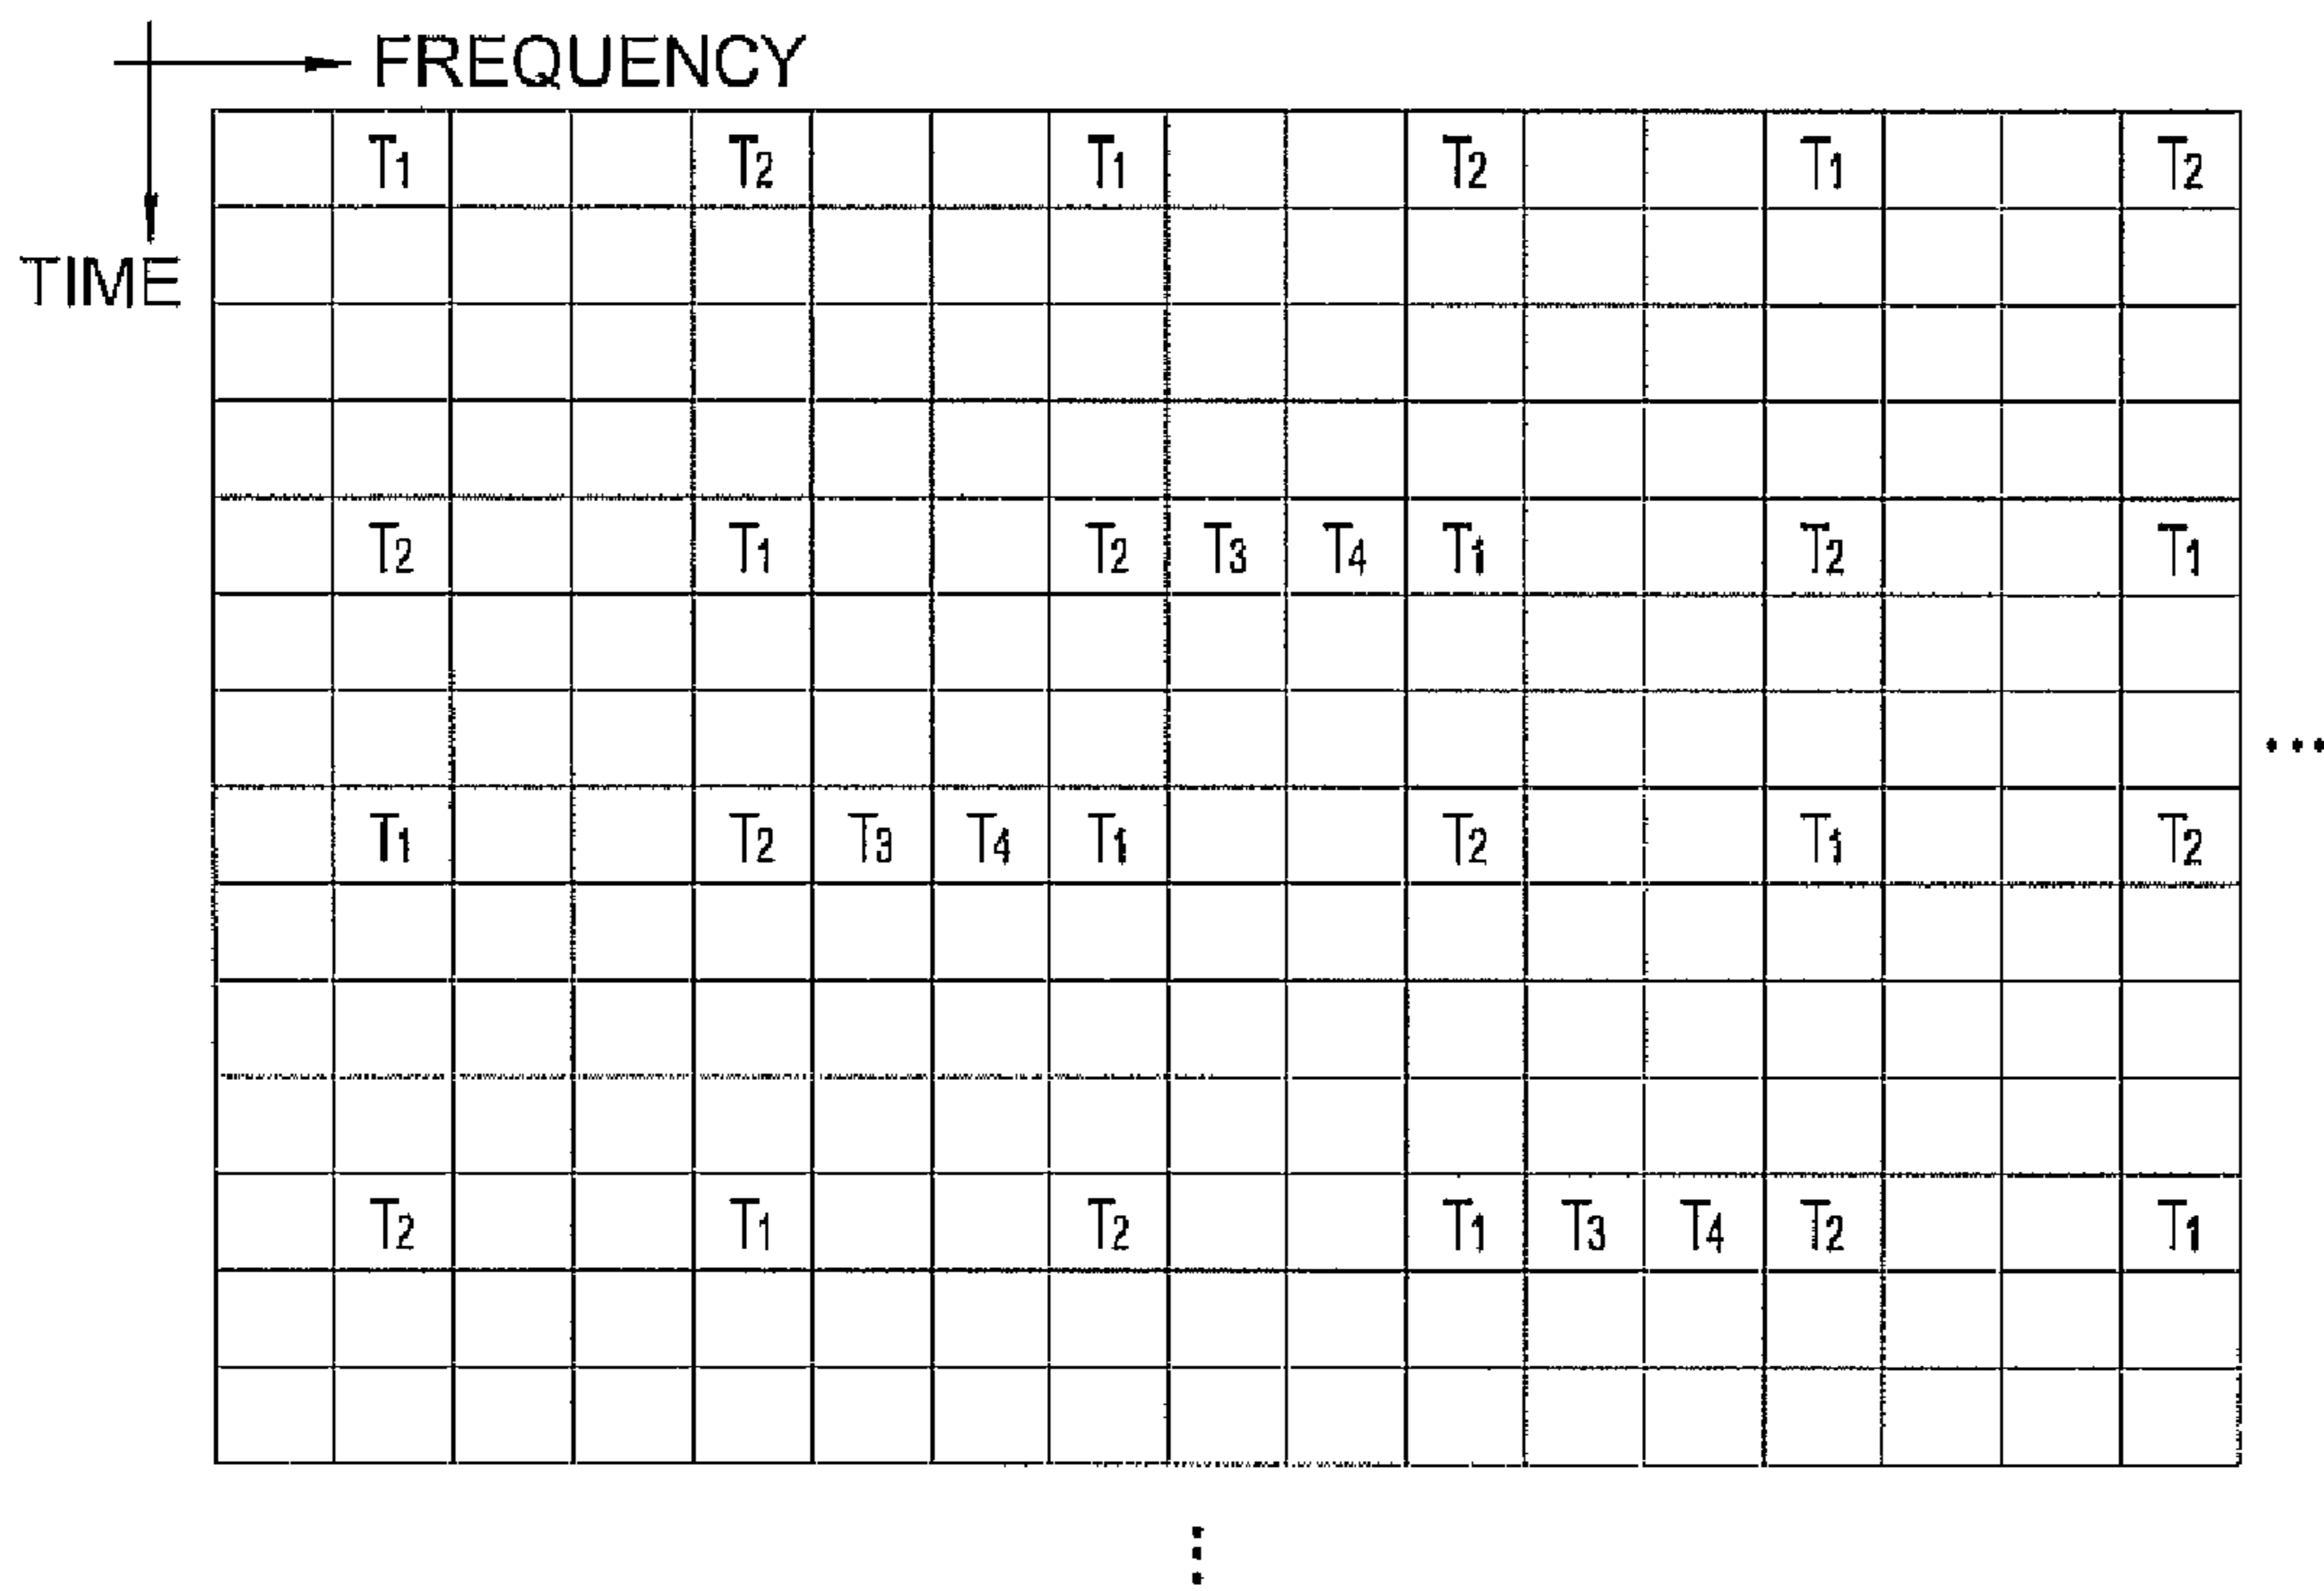 FREQUENCY
T1 T2 T1 T2 T1 T2
TIME
T2 T1 T2 T3 T4 T1 T2 T1
...
T1 T2 T3 T4 T1 T2 T1 T2
T2 T1 T2 T1 T3 T4 T2 T1
⋮